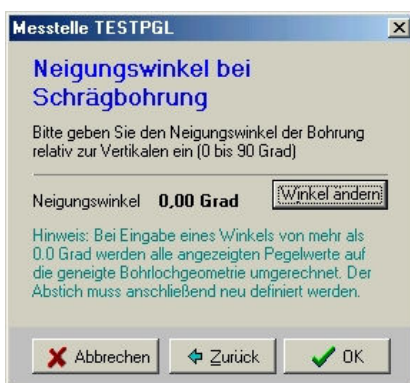 Messtelle TESTPGL
Neigungswinkel bei
Schrägbohrung
Bitte geben Sie den Neigungswinkel der Bohrung
relativ zur Vertikalen ein (0 bis 90 Grad)
Neigungswinkel 0,00 Grad Winkel ändern
Hinweis: Bei Eingabe eines Winkels von mehr als
0.0 Grad werden alle angezeigten Pegelwerte auf
die geneigte Bohrlochgeometrie umgerechnet. Der
Abstich muss anschließend neu definiert werden.
Abbrechen Zurück OK